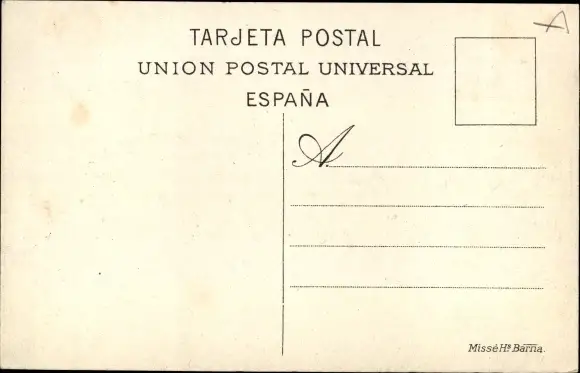 TARJETA POSTAL
UNION POSTAL UNIVERSAL
ESPAÑA
A
A
Missé Hs. Barna.